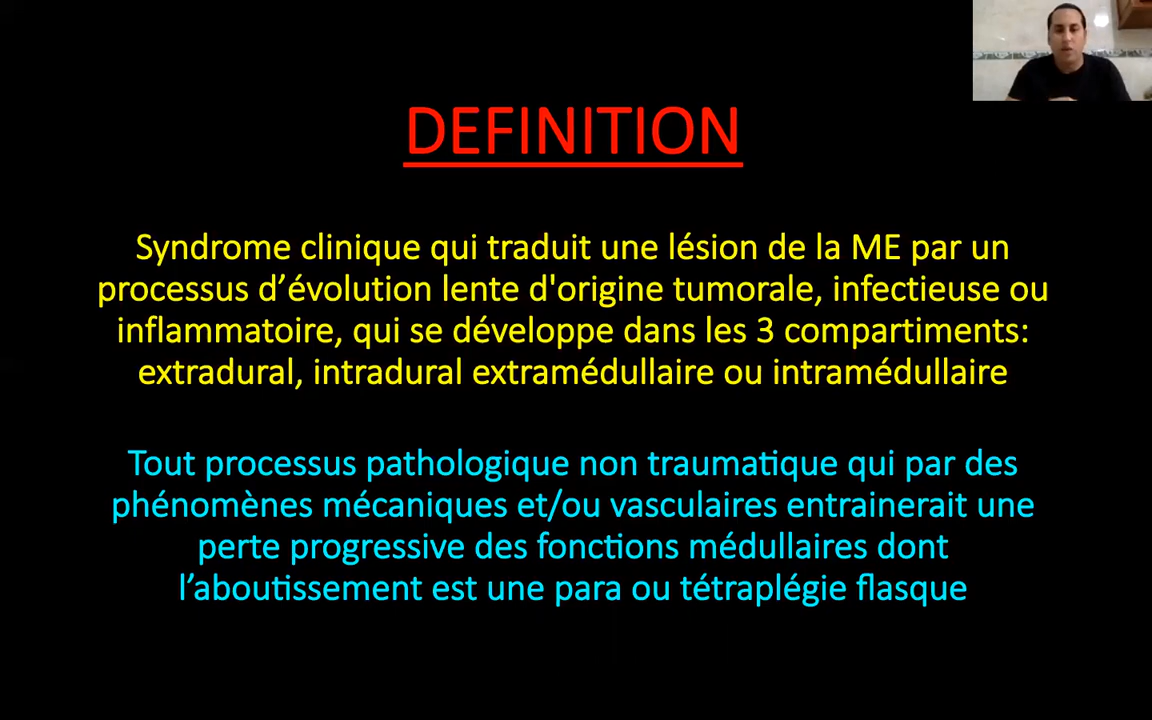 DEFINITION
Syndrome clinique qui traduit une lésion de la ME par un
processus d’évolution lente d'origine tumorale, infectieuse ou
inflammatoire, qui se développe dans les 3 compartiments:
extradural, intradural extramédullaire ou intramédullaire
Tout processus pathologique non traumatique qui par des
phénomènes mécaniques et/ou vasculaires entrainerait une
perte progressive des fonctions médullaires dont
l’aboutissement est une para ou tétraplégie flasque